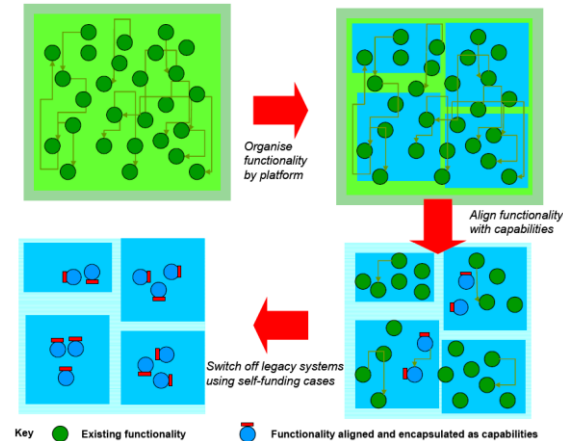 Organise
functionality
by platform
Align functionality
with capabilities
Switch off legacy systems
using self-funding cases
Key Existing functionality Functionality aligned and encapsulated as capabilities